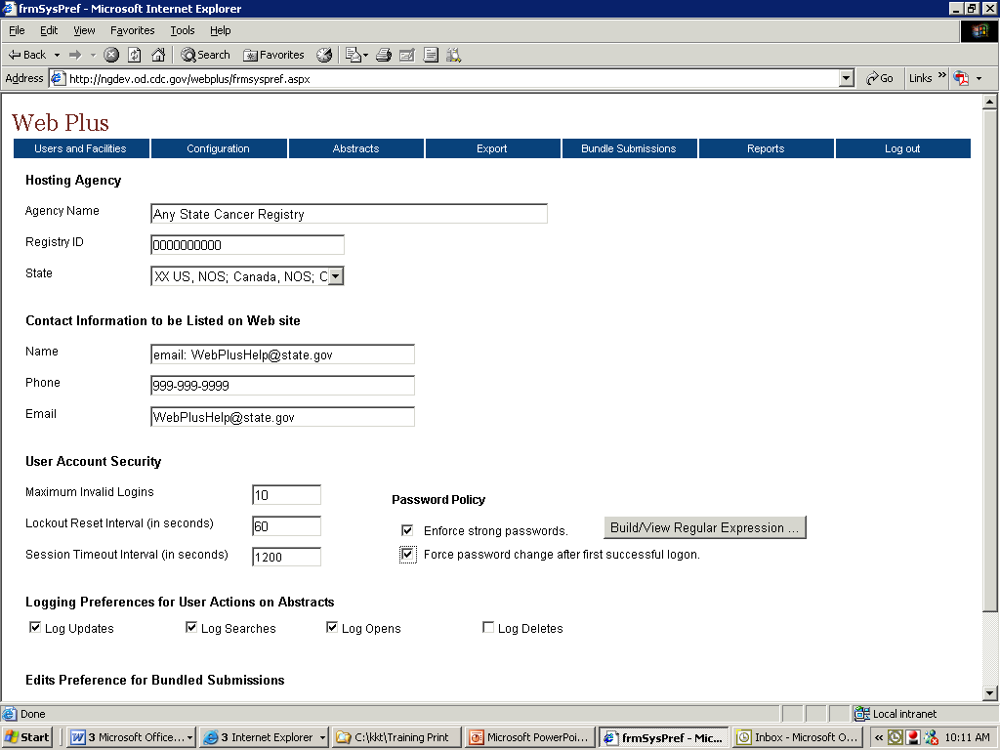 frmSysPref - Microsoft Internet Explorer
File Edit View Favorites Tools Help
Back Search Favorites
Address http://ngdev.od.cdc.gov/webplus/frmsyspref.aspx Go Links »
Web Plus
Users and Facilities Configuration Abstracts Export Bundle Submissions Reports Log out
Hosting Agency
Agency Name Any State Cancer Registry
Registry ID 0000000000
State XX US, NOS; Canada, NOS; C
Contact Information to be Listed on Web site
Name email: WebPlusHelp@state.gov
Phone 999-999-9999
Email WebPlusHelp@state.gov
User Account Security
Maximum Invalid Logins 10
Password Policy
Lockout Reset Interval (in seconds) 60
Enforce strong passwords. Build/View Regular Expression ...
Session Timeout Interval (in seconds) 1200
Force password change after first successful logon.
Logging Preferences for User Actions on Abstracts
Log Updates Log Searches Log Opens Log Deletes
Edits Preference for Bundled Submissions
Done Local intranet
Start 3 Microsoft Office... 3 Internet Explorer C:\kkt\Training Print Microsoft PowerPoi... frmSysPref - Mic... Inbox - Microsoft O... « 10:11 AM